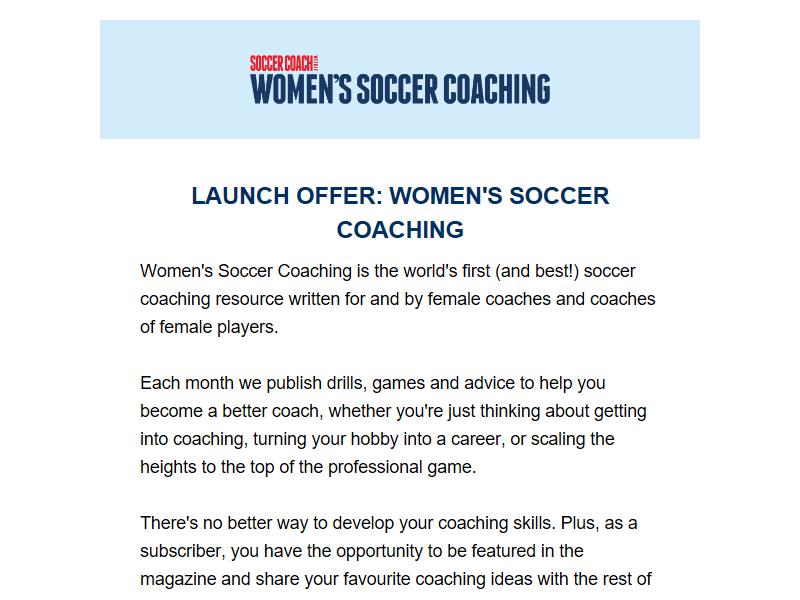 SOCCER COACH WEEKLY
WOMEN'S SOCCER COACHING
LAUNCH OFFER: WOMEN'S SOCCER
COACHING
Women's Soccer Coaching is the world's first (and best!) soccer
coaching resource written for and by female coaches and coaches
of female players.
Each month we publish drills, games and advice to help you
become a better coach, whether you're just thinking about getting
into coaching, turning your hobby into a career, or scaling the
heights to the top of the professional game.
There's no better way to develop your coaching skills. Plus, as a
subscriber, you have the opportunity to be featured in the
magazine and share your favourite coaching ideas with the rest of